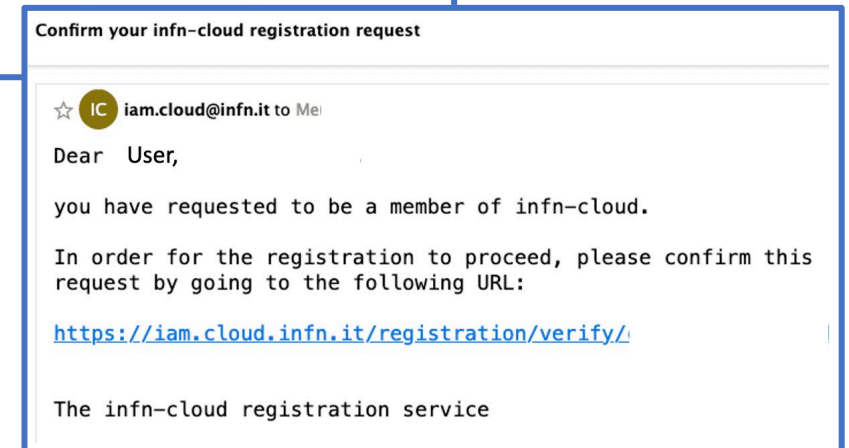 Confirm your infn-cloud registration request
IC iam.cloud@infn.it to Me
Dear User,
you have requested to be a member of infn-cloud.
In order for the registration to proceed, please confirm this
request by going to the following URL:
https://iam.cloud.infn.it/registration/verify/
The infn-cloud registration service